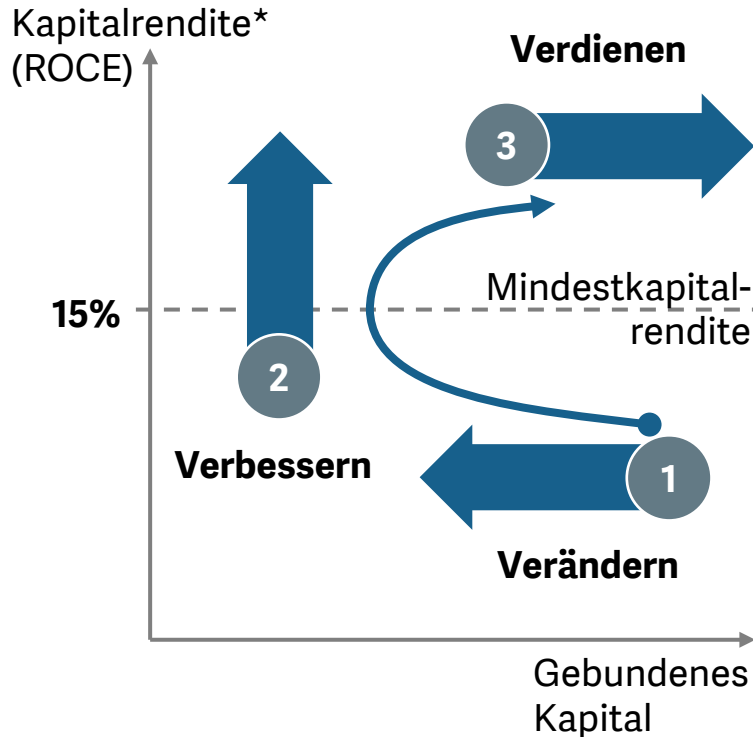 Kapitalrendite*
(ROCE)
Verdienen
3
15%
Mindestkapital-
rendite
2
Verbessern
1
Verändern
Gebundenes
Kapital